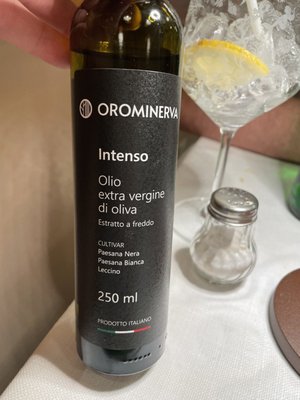 OROMINERVA
Intenso
Olio
extra vergine
di oliva
Estratto a freddo
CULTIVAR
Paesana Nera
Paesana Bianca
Leccino
250 ml
PRODOTTO ITALIANO